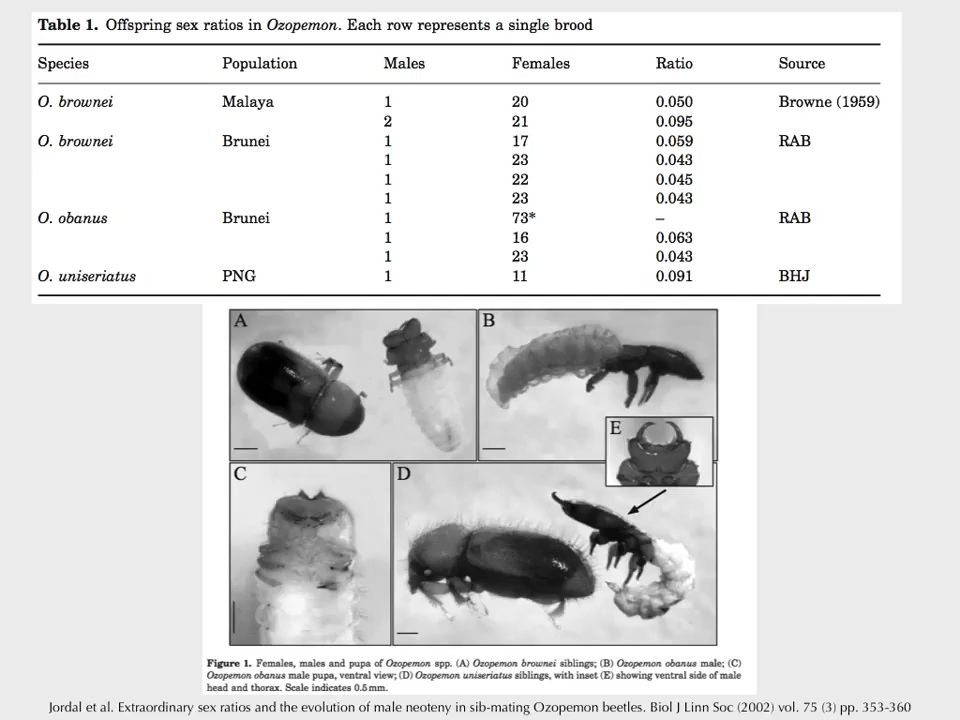 Table 1. Offspring sex ratios in Ozopemon. Each row represents a single brood
Species Population Males Females Ratio Source
O. brownei Malaya 1 20 0.050 Browne (1959)
2 21 0.095
O. brownei Brunei 1 17 0.059 RAB
1 23 0.043
1 22 0.045
1 23 0.043
O. obanus Brunei 1 73* – RAB
1 16 0.063
1 23 0.043
O. uniseriatus PNG 1 11 0.091 BHJ
A B
E
C D
Figure 1. Females, males and pupa of Ozopemon spp. (A) Ozopemon brownei siblings; (B) Ozopemon obanus male; (C)
Ozopemon obanus male pupa, ventral view; (D) Ozopemon uniseriatus siblings, with inset (E) showing ventral side of male
head and thorax. Scale indicates 0.5 mm.
Jordal et al. Extraordinary sex ratios and the evolution of male neoteny in sib-mating Ozopemon beetles. Biol J Linn Soc (2002) vol. 75 (3) pp. 353-360